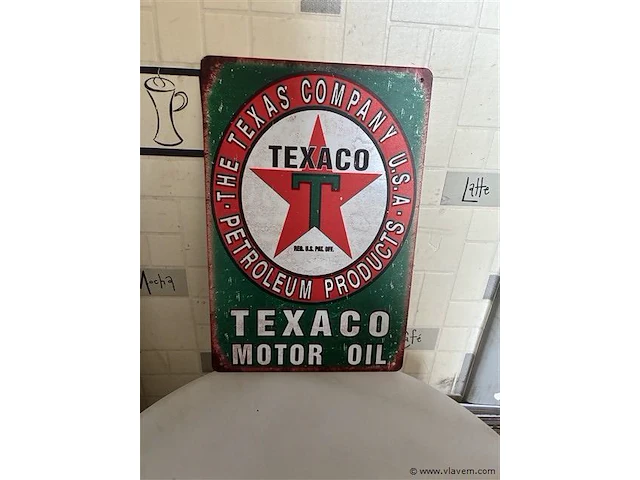 THE TEXAS COMPANY U.S.A.
PETROLEUM PRODUCTS
TEXACO
T
REG. U.S. PAT. OFF.
TEXACO
MOTOR OIL
Latte
Mocha
© www.vlavem.com